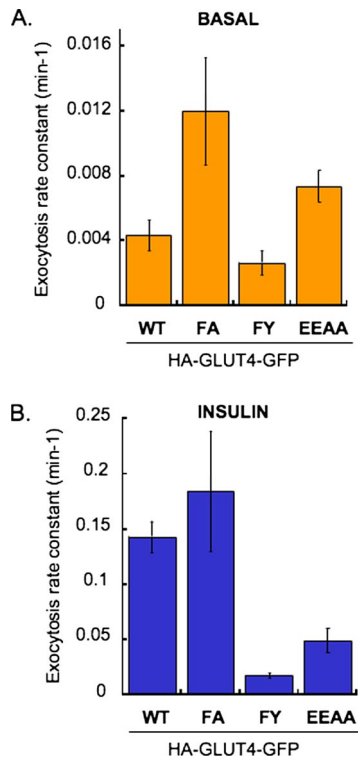 A.
BASAL
Exocytosis rate constant (min-1)
0.016
0.012
0.008
0.004
0
WT FA FY EEAA
HA-GLUT4-GFP
B.
INSULIN
Exocytosis rate constant (min-1)
0.25
0.2
0.15
0.1
0.05
0
WT FA FY EEAA
HA-GLUT4-GFP